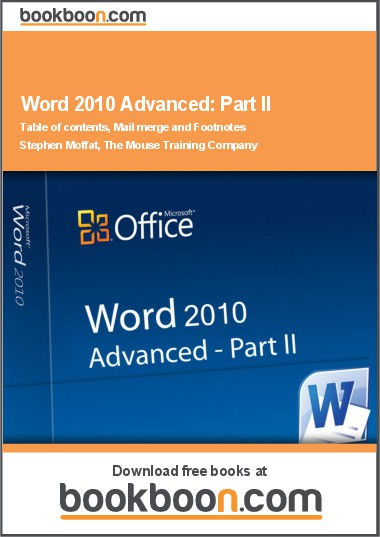 bookboon.com
Word 2010 Advanced: Part II
Table of contents, Mail merge and Footnotes
Stephen Moffat, The Mouse Training Company
Microsoft®
Word 2010
Microsoft®
Office
Word 2010
Advanced - Part II
W
Download free books at
bookboon.com